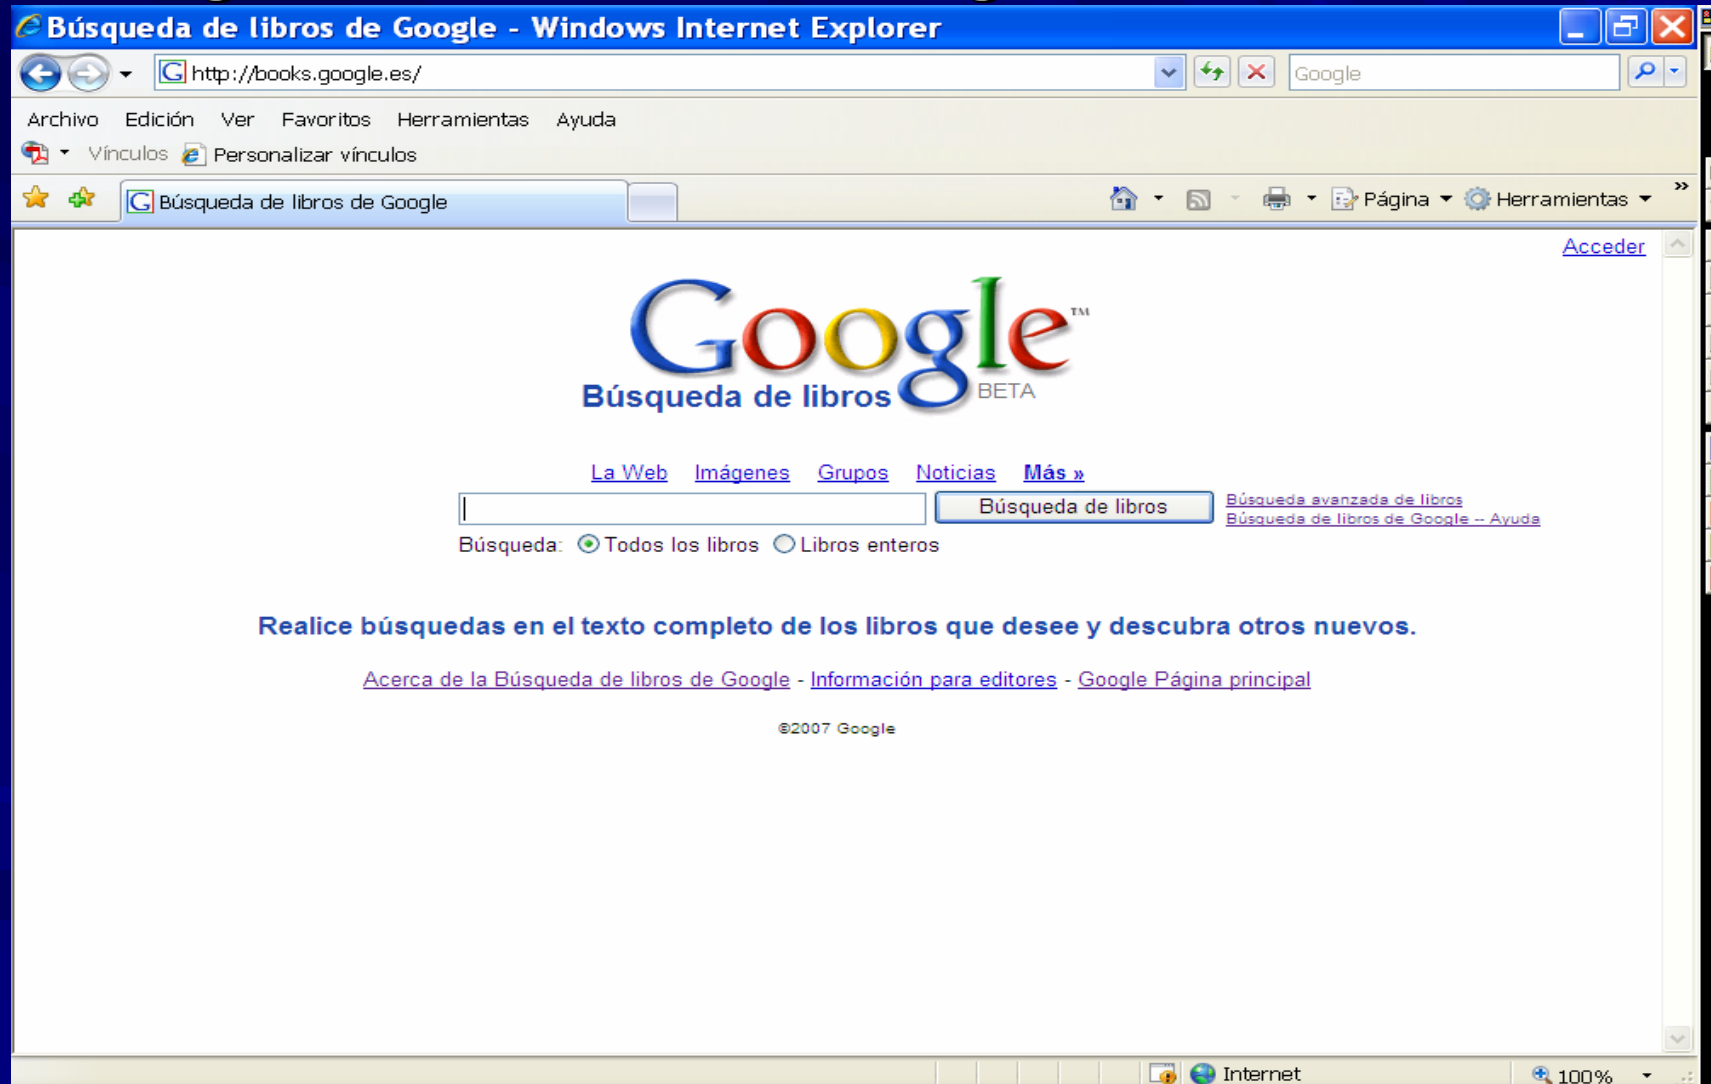 Búsqueda de libros de Google - Windows Internet Explorer
http://books.google.es/ Google
Archivo Edición Ver Favoritos Herramientas Ayuda
Vínculos Personalizar vínculos
Búsqueda de libros de Google Página Herramientas »
Acceder
Google™
Búsqueda de libros BETA
La Web Imágenes Grupos Noticias Más »
Búsqueda de libros
Búsqueda avanzada de libros
Búsqueda de libros de Google -- Ayuda
Búsqueda: Todos los libros Libros enteros
Realice búsquedas en el texto completo de los libros que desee y descubra otros nuevos.
Acerca de la Búsqueda de libros de Google - Información para editores - Google Página principal
©2007 Google
Internet 100%